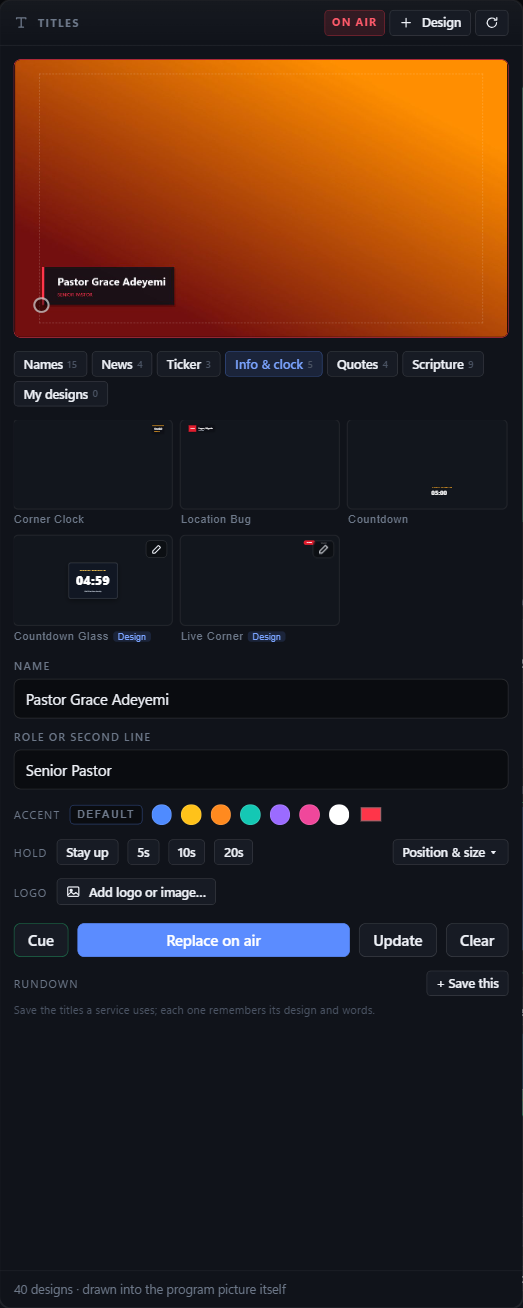 TITLES
ON AIR
+ Design
Pastor Grace Adeyemi
SENIOR PASTOR
Names 15
News 4
Ticker 3
Info & clock 5
Quotes 4
Scripture 9
My designs 0
05:00
Corner Clock
Location Bug
Countdown
04:59
Countdown Glass Design
Live Corner Design
NAME
Pastor Grace Adeyemi
ROLE OR SECOND LINE
Senior Pastor
ACCENT DEFAULT
HOLD Stay up 5s 10s 20s Position & size
LOGO Add logo or image...
Cue Replace on air Update Clear
RUNDOWN + Save this
Save the titles a service uses; each one remembers its design and words.
40 designs · drawn into the program picture itself